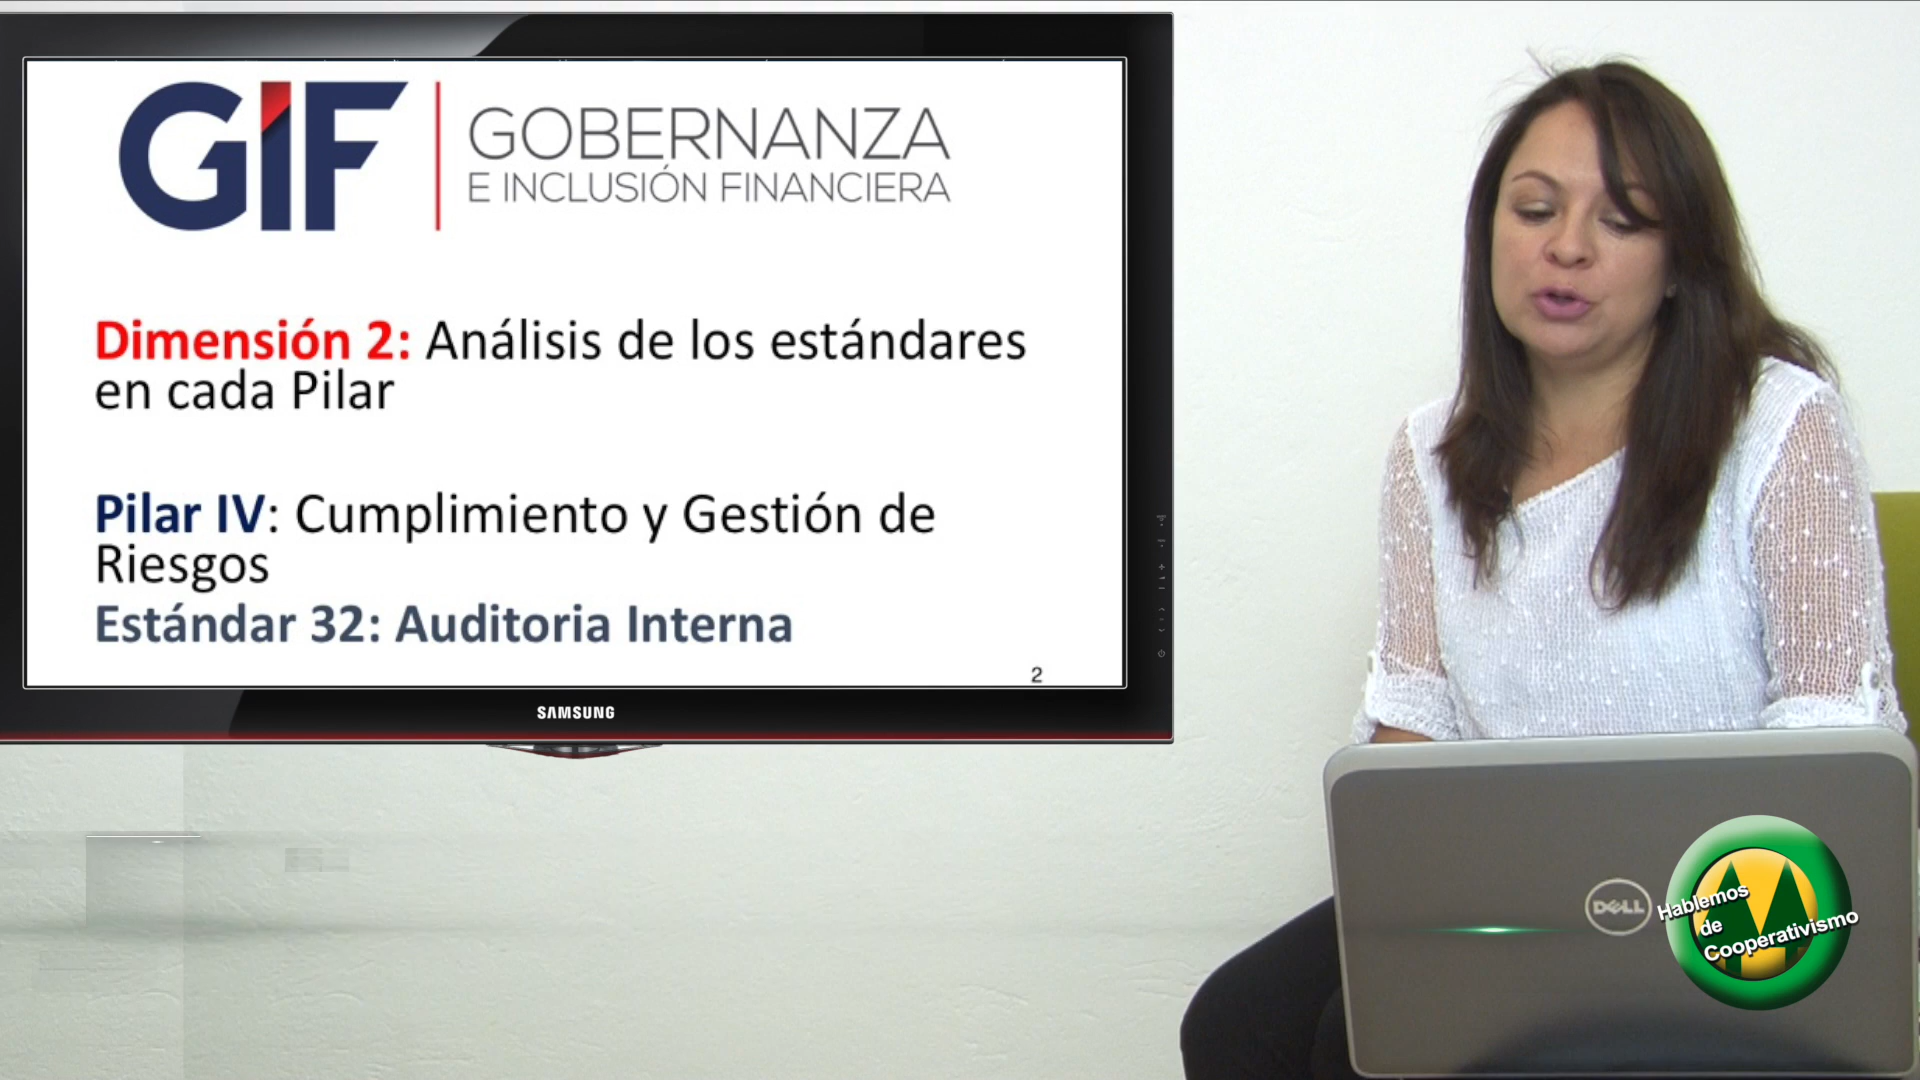 GIF
GOBERNANZA
E INCLUSIÓN FINANCIERA
Dimensión 2: Análisis de los estándares
en cada Pilar
Pilar IV: Cumplimiento y Gestión de
Riesgos
Estándar 32: Auditoria Interna
2
SAMSUNG
DELL
Hablemos
de
Cooperativismo